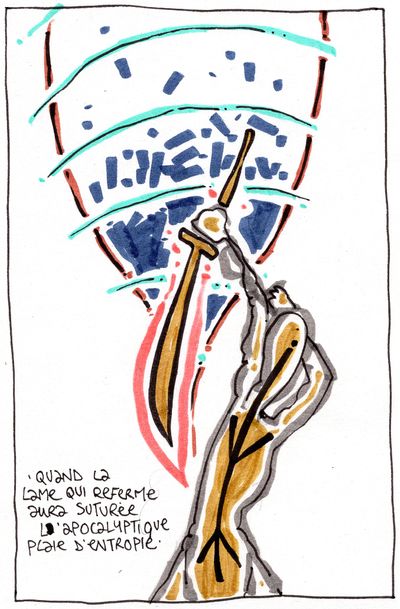 'QUAND LA
LAME QUI REFERME
AURA SUTURÉE
L'APOCALYPTIQUE
PLAIE D'ENTROPIE.